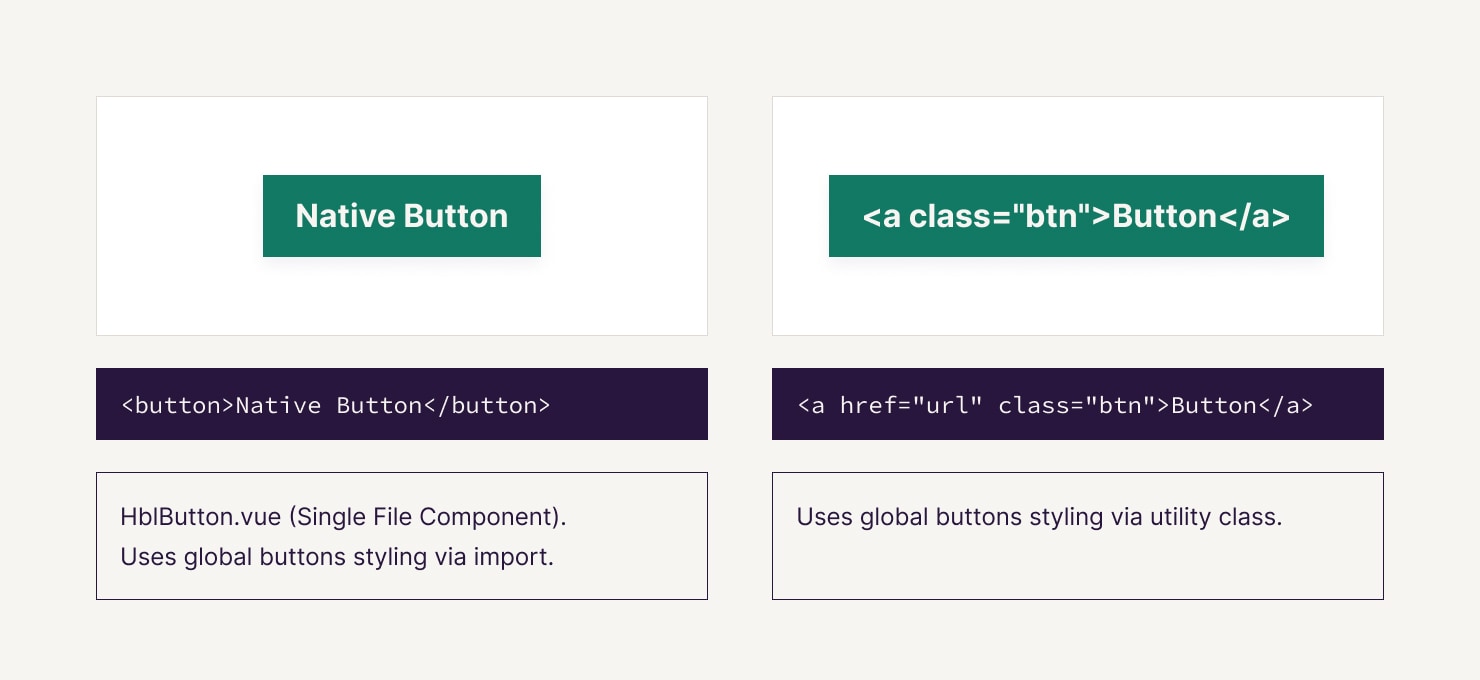 Native Button
<a class="btn">Button</a>
<button>Native Button</button>
<a href="url" class="btn">Button</a>
HblButton.vue (Single File Component).
Uses global buttons styling via import.
Uses global buttons styling via utility class.